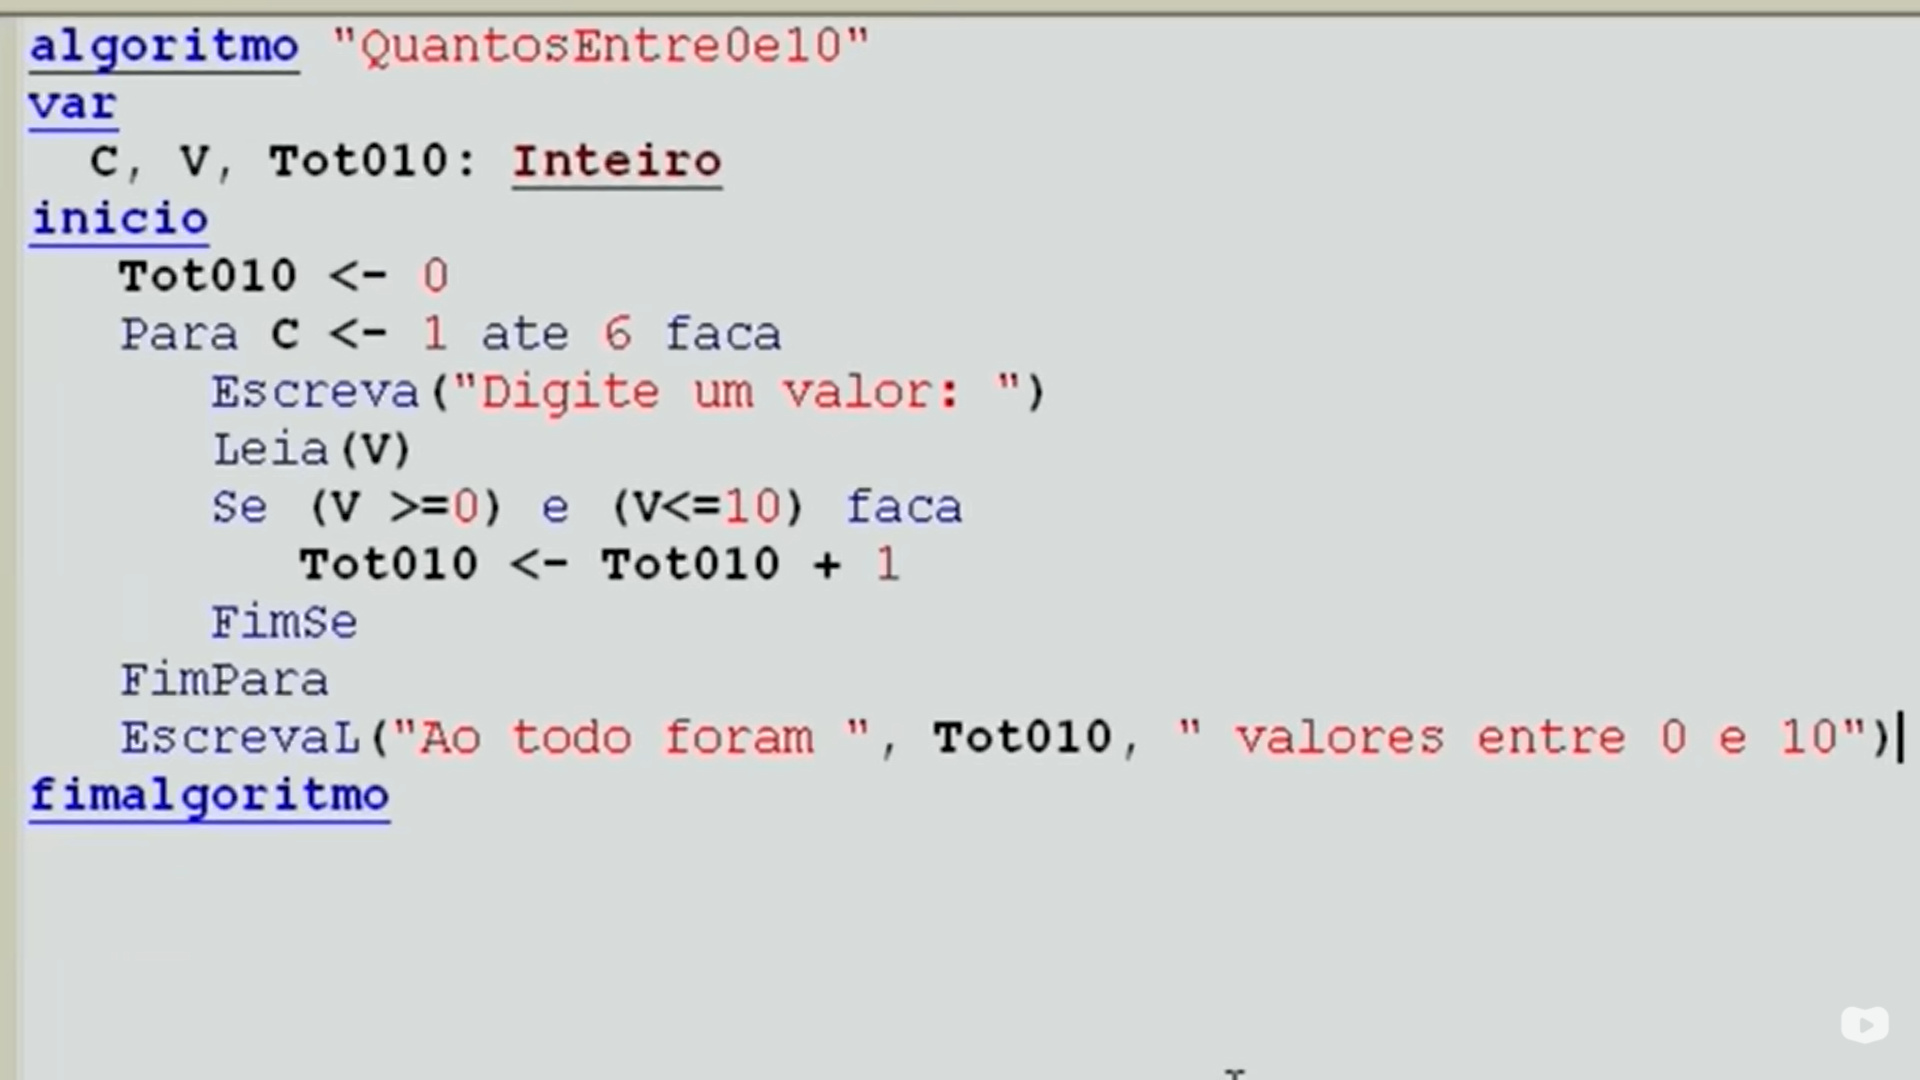 algoritmo "QuantosEntre0e10"
var
C, V, Tot010: Inteiro
inicio
Tot010 <- 0
Para C <- 1 ate 6 faca
Escreva("Digite um valor: ")
Leia(V)
Se (V >=0) e (V<=10) faca
Tot010 <- Tot010 + 1
FimSe
FimPara
EscrevaL("Ao todo foram ", Tot010, " valores entre 0 e 10")
fimalgoritmo